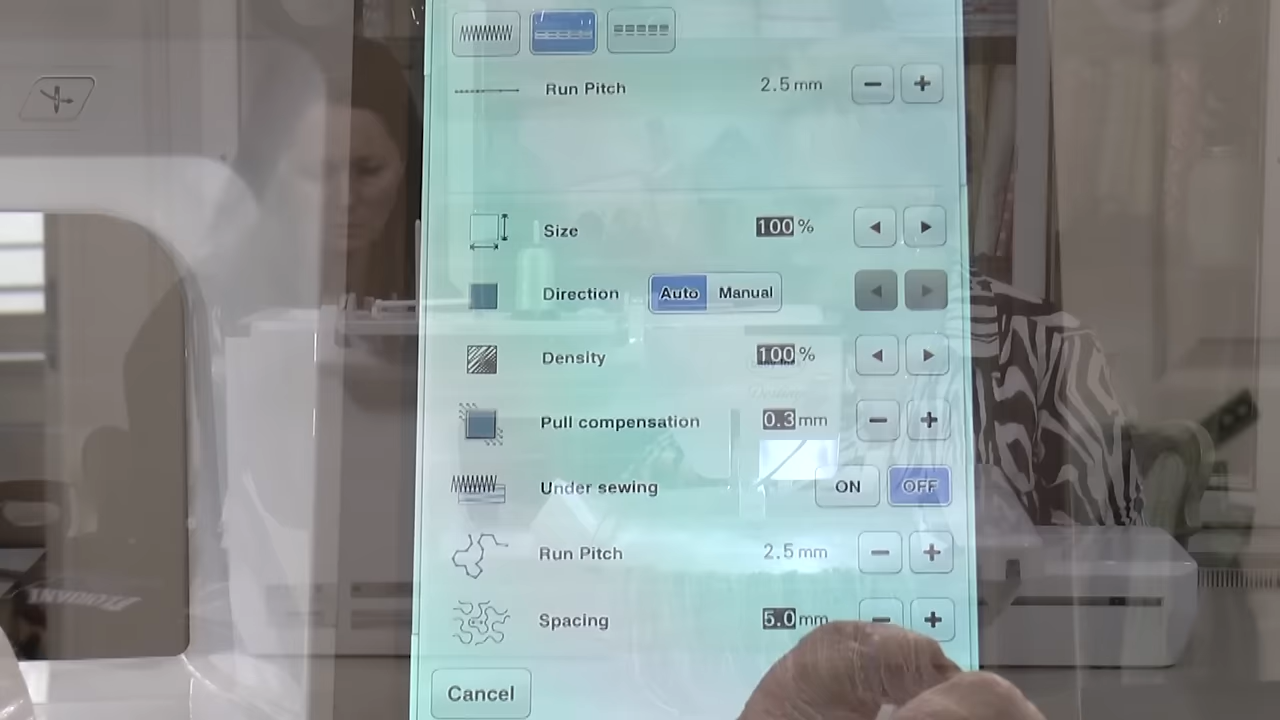 Run Pitch 2.5 mm − +
Size 100 %
Direction Auto Manual
Density 100 %
Pull compensation 0.3 mm − +
Under sewing ON OFF
Run Pitch 2.5 mm − +
Spacing 5.0 mm − +
Cancel